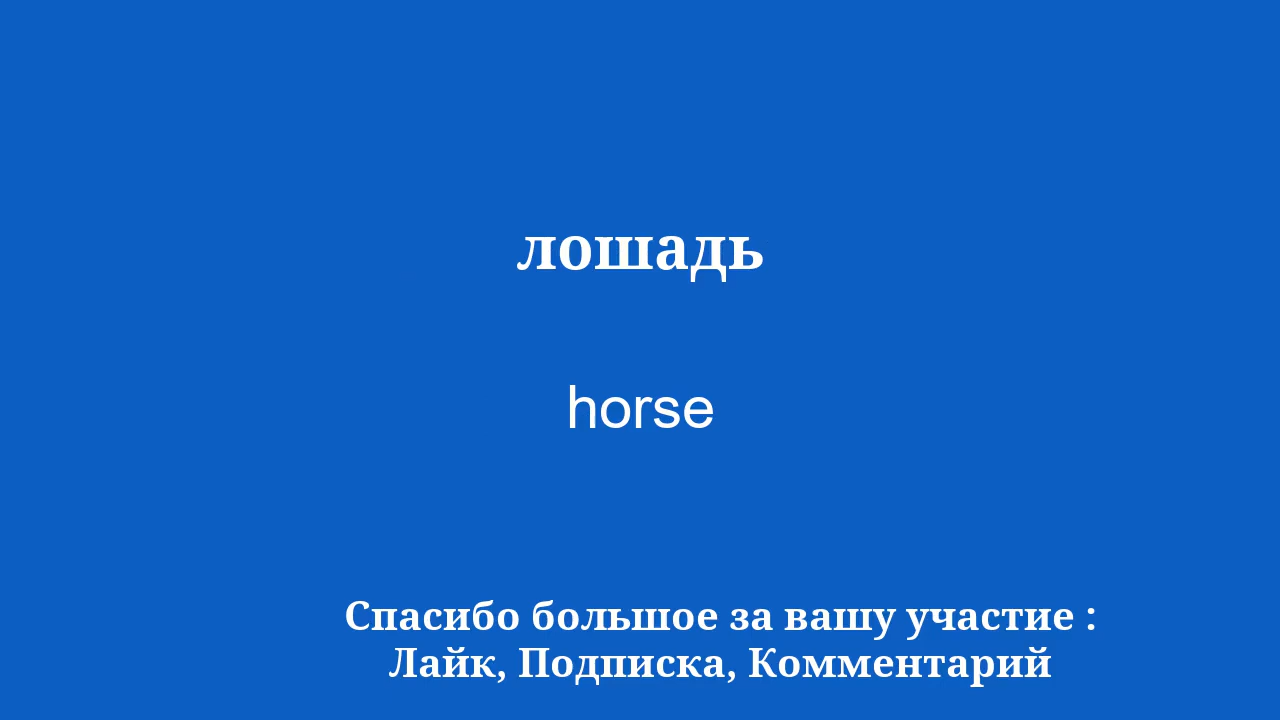 лошадь
horse
Спасибо большое за вашу участие :
Лайк, Подписка, Комментарий